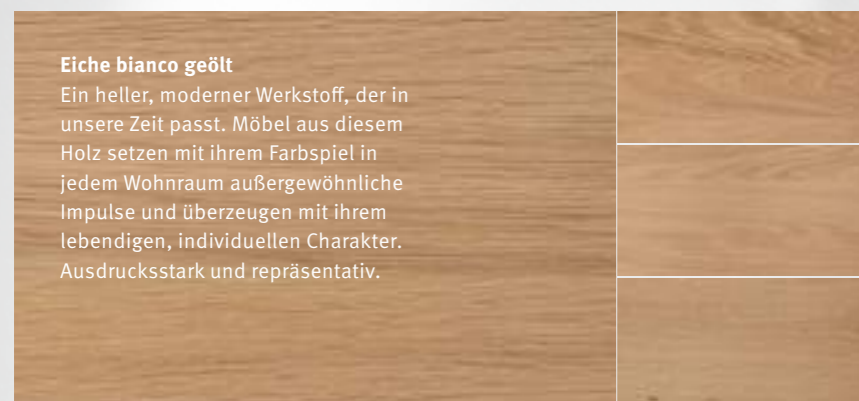 Eiche bianco geölt
Ein heller, moderner Werkstoff, der in
unsere Zeit passt. Möbel aus diesem
Holz setzen mit ihrem Farbspiel in
jedem Wohnraum außergewöhnliche
Impulse und überzeugen mit ihrem
lebendigen, individuellen Charakter.
Ausdrucksstark und repräsentativ.